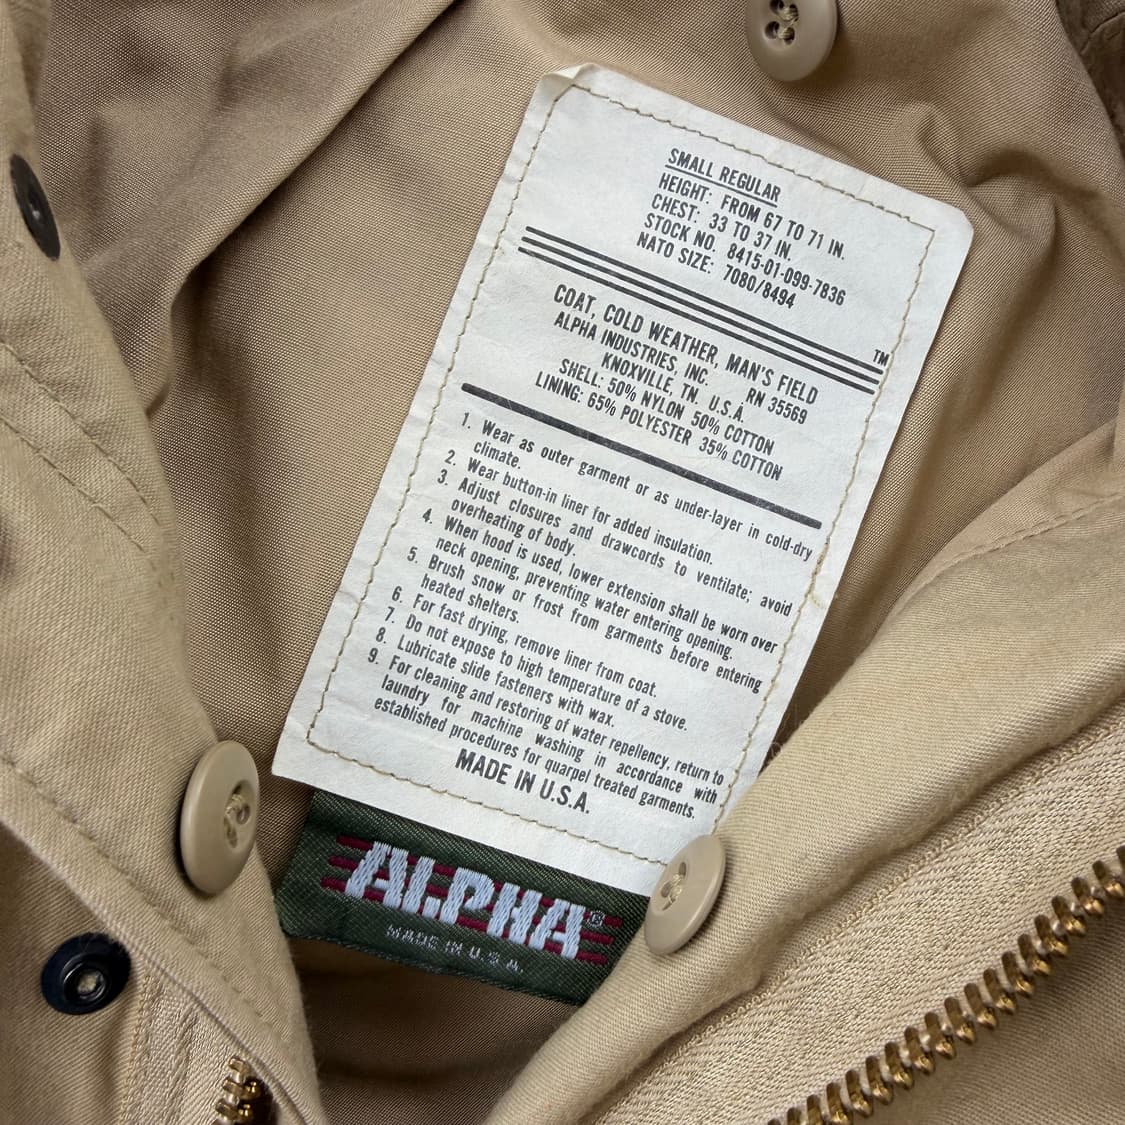 SMALL REGULAR
HEIGHT: FROM 67 TO 71 IN.
CHEST: 33 TO 37 IN.
STOCK NO. 8415-01-099-7836
NATO SIZE: 7080/8494
TM
COAT, COLD WEATHER, MAN'S FIELD
ALPHA INDUSTRIES, INC. RN 35569
KNOXVILLE, TN. U.S.A.
SHELL: 50% NYLON 50% COTTON
LINING: 65% POLYESTER 35% COTTON
1. Wear as outer garment or as under-layer in cold-dry
climate.
2. Wear button-in liner for added insulation.
3. Adjust closures and drawcords to ventilate; avoid
overheating of body.
4. When hood is used, lower extension shall be worn over
neck opening, preventing water entering opening.
5. Brush snow or frost from garments before entering
heated shelters.
6. For fast drying, remove liner from coat.
7. Do not expose to high temperature of a stove.
8. Lubricate slide fasteners with wax.
9. For cleaning and restoring of water repellency, return to
laundry for machine washing in accordance with
established procedures for quarpel treated garments.
MADE IN U.S.A.
ALPHA®
MADE IN U.S.A.